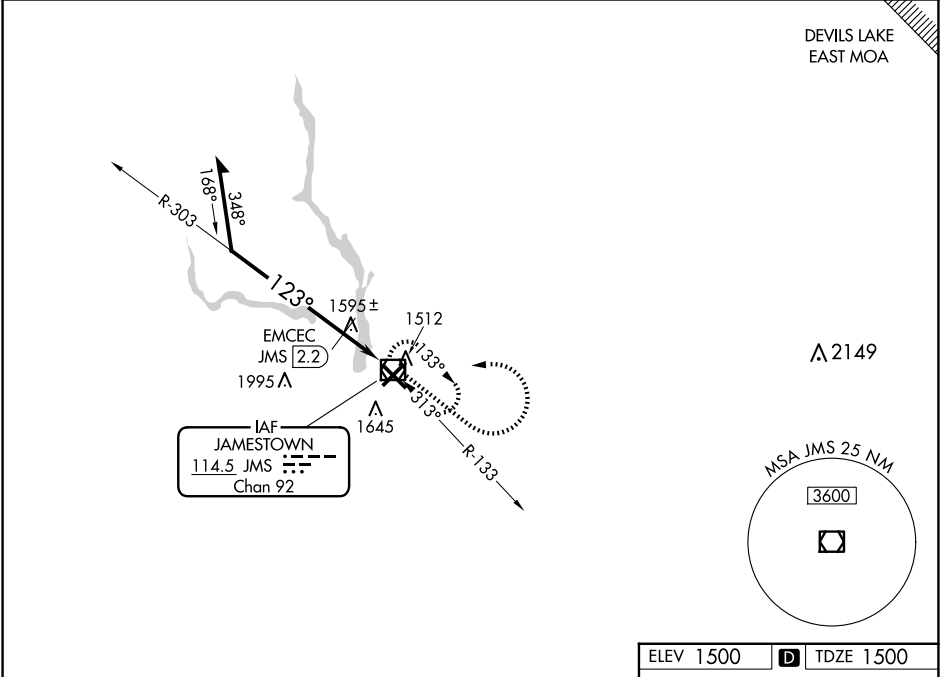 DEVILS LAKE
EAST MOA
R-303
168°
348°
123°
1595±
1512
EMCEC
JMS 2.2
133°
1995
2149
313°
1645
IAF
JAMESTOWN
114.5 JMS
Chan 92
R-133
MSA JMS 25 NM
3600
ELEV 1500 D TDZE 1500